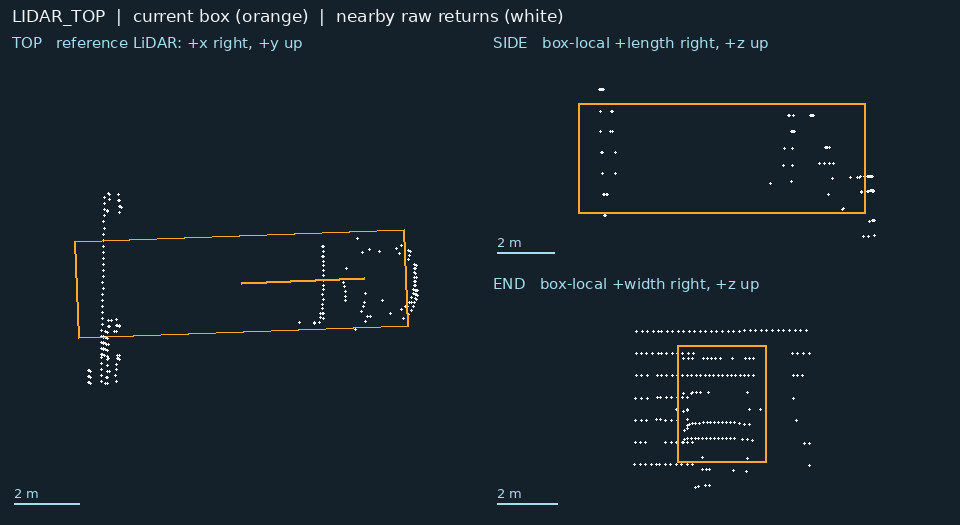 LIDAR_TOP  |  current box (orange)  |  nearby raw returns (white)
TOP   reference LiDAR: +x right, +y up
SIDE   box-local +length right, +z up
2 m
END   box-local +width right, +z up
2 m
2 m